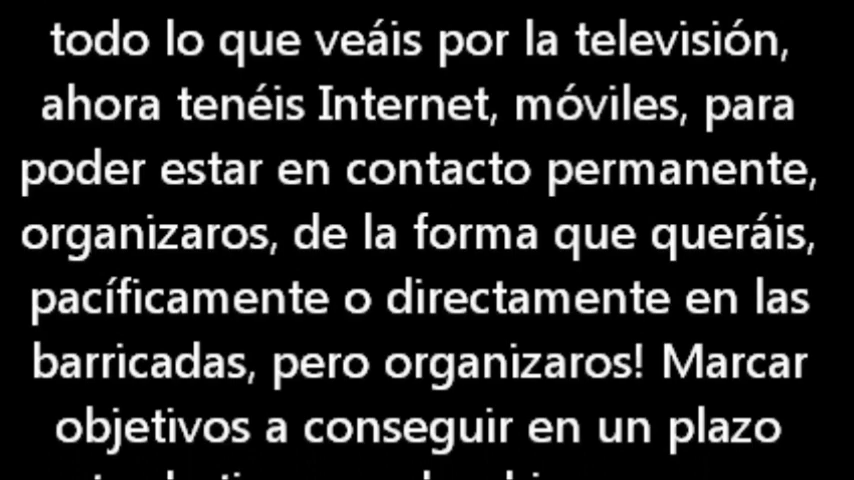 todo lo que veáis por la televisión,
ahora tenéis Internet, móviles, para
poder estar en contacto permanente,
organizaros, de la forma que queráis,
pacíficamente o directamente en las
barricadas, pero organizaros! Marcar
objetivos a conseguir en un plazo